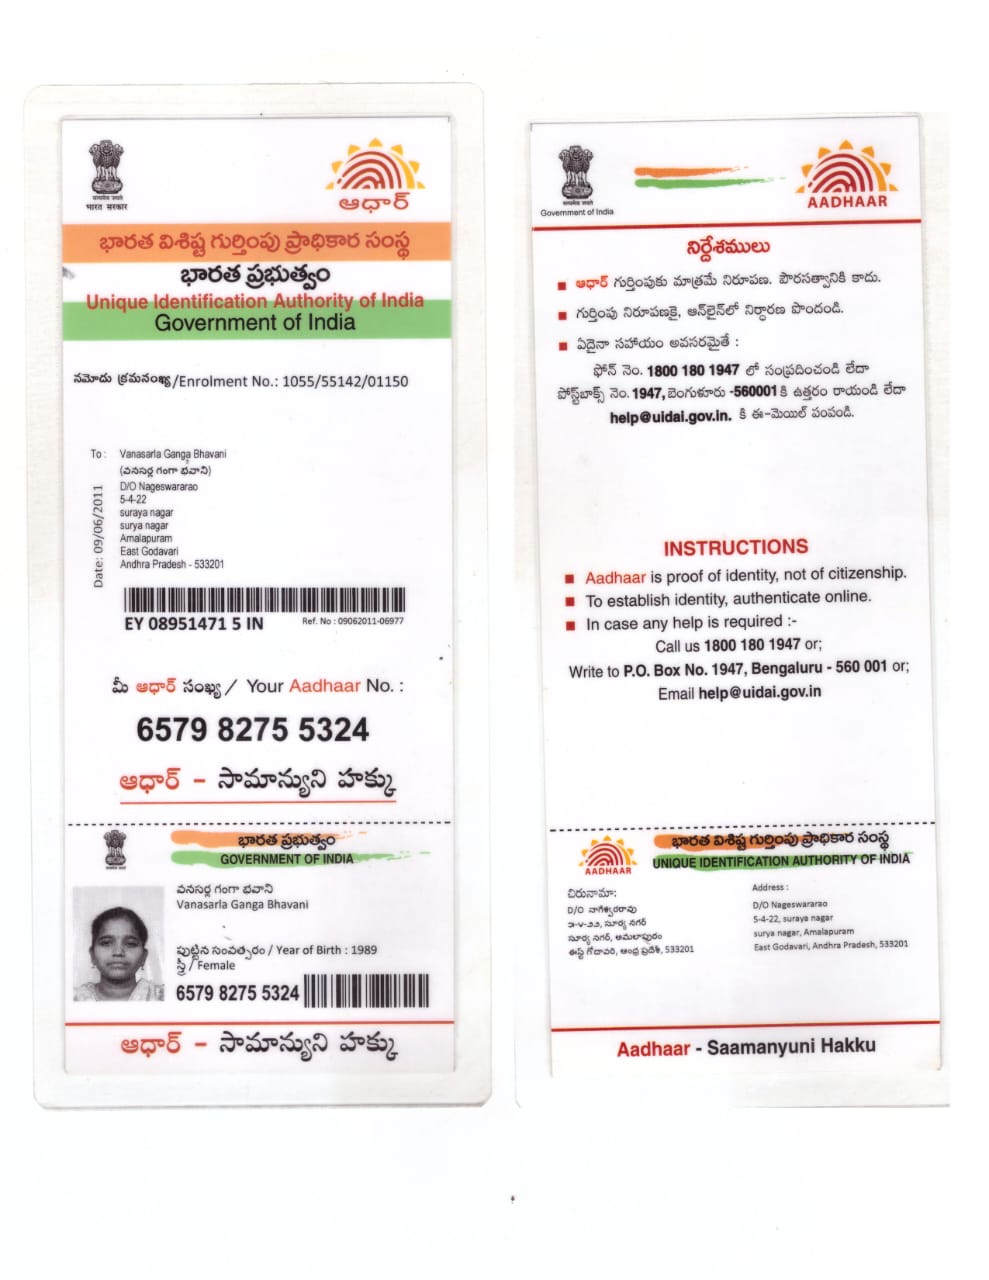 भारत सरकार
ఆధార్
భారత విశిష్ట గుర్తింపు ప్రాధికార సంస్థ
భారత ప్రభుత్వం
Unique Identification Authority of India
Government of India
నమోదు క్రమసంఖ్య/Enrolment No.: 1055/55142/01150
To : Vanasarla Ganga Bhavani
(వనసర్ల గంగా భవాని)
D/O Nageswararao
5-4-22
suraya nagar
surya nagar
Amalapuram
East Godavari
Andhra Pradesh - 533201
Date: 09/06/2011
EY 08951471 5 IN
Ref. No : 09062011-06977
మీ ఆధార్ సంఖ్య / Your Aadhaar No. :
6579 8275 5324
ఆధార్ - సామాన్యుని హక్కు
భారత ప్రభుత్వం
GOVERNMENT OF INDIA
వనసర్ల గంగా భవాని
Vanasarla Ganga Bhavani
పుట్టిన సంవత్సరం / Year of Birth : 1989
స్త్రీ / Female
6579 8275 5324
ఆధార్ - సామాన్యుని హక్కు
सत्यमेव जयते
Government of India
AADHAAR
నిర్దేశములు
ఆధార్ గుర్తింపుకు మాత్రమే నిరూపణ. పౌరసత్వానికి కాదు.
గుర్తింపు నిరూపణకై, ఆన్‌లైన్‌లో నిర్ధారణ పొందండి.
ఏదైనా సహాయం అవసరమైతే :
ఫోన్ నెం. 1800 180 1947 లో సంప్రదించండి లేదా
పోస్ట్‌బాక్స్ నెం. 1947, బెంగుళూరు -560001 కి ఉత్తరం రాయండి లేదా
help@uidai.gov.in. కి ఈ-మెయిల్ పంపండి.
INSTRUCTIONS
Aadhaar is proof of identity, not of citizenship.
To establish identity, authenticate online.
In case any help is required :-
Call us 1800 180 1947 or;
Write to P.O. Box No. 1947, Bengaluru - 560 001 or;
Email help@uidai.gov.in
AADHAAR
భారత విశిష్ట గుర్తింపు ప్రాధికార సంస్థ
UNIQUE IDENTIFICATION AUTHORITY OF INDIA
చిరునామా:
D/O నాగేశ్వరరావు
౫-౪-౨౨, సూర్య నగర్
సూర్య నగర్, అమలాపురం
ఈస్ట్ గోదావరి, ఆంధ్ర ప్రదేశ్, 533201
Address :
D/O Nageswararao
5-4-22, suraya nagar
surya nagar, Amalapuram
East Godavari, Andhra Pradesh, 533201
Aadhaar - Saamanyuni Hakku